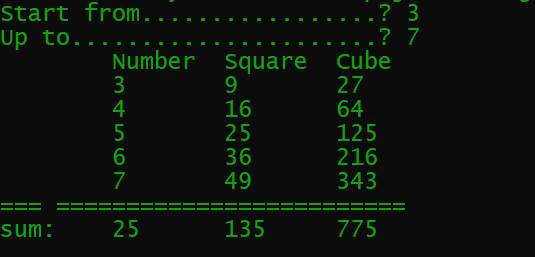 Start from.................? 3
Up to......................? 7
Number Square Cube
3 9 27
4 16 64
5 25 125
6 36 216
7 49 343
=== =========================
sum: 25 135 775